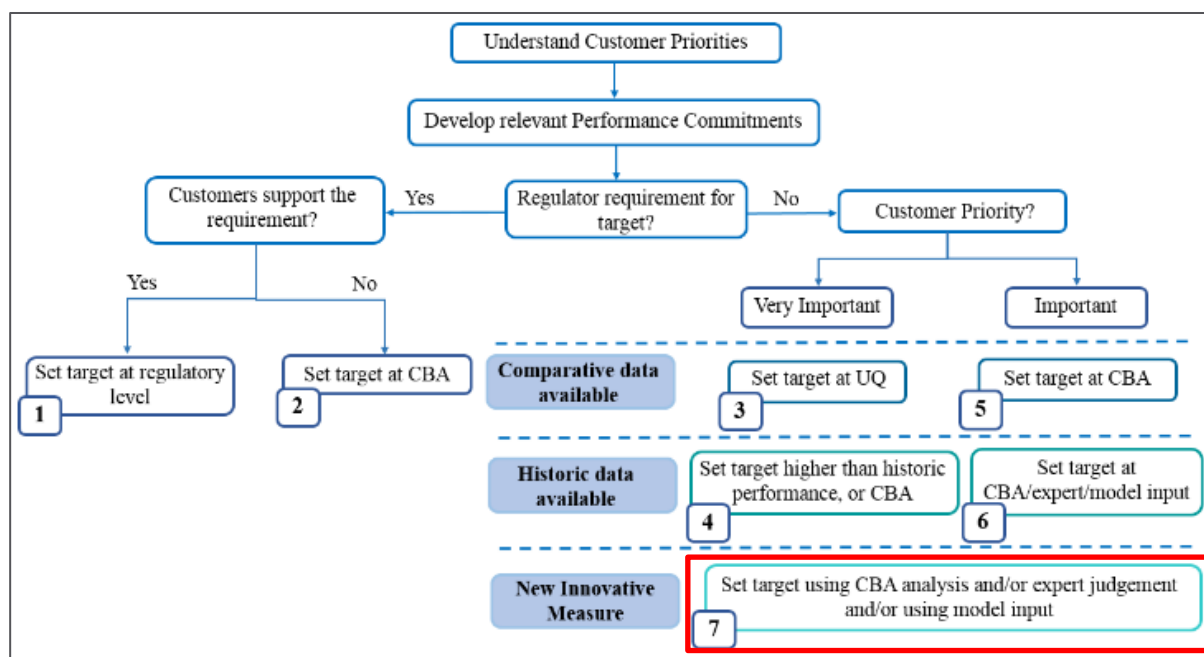 Understand Customer Priorities
Develop relevant Performance Commitments
Customers support the
requirement?
Yes
Regulator requirement for
target?
No
Customer Priority?
Yes
No
Very Important
Important
Set target at regulatory
level
1
Set target at CBA
2
Comparative data
available
Set target at UQ
3
Set target at CBA
5
Historic data
available
Set target higher than historic
performance, or CBA
4
Set target at
CBA/expert/model input
6
New Innovative
Measure
Set target using CBA analysis and/or expert judgement
and/or using model input
7